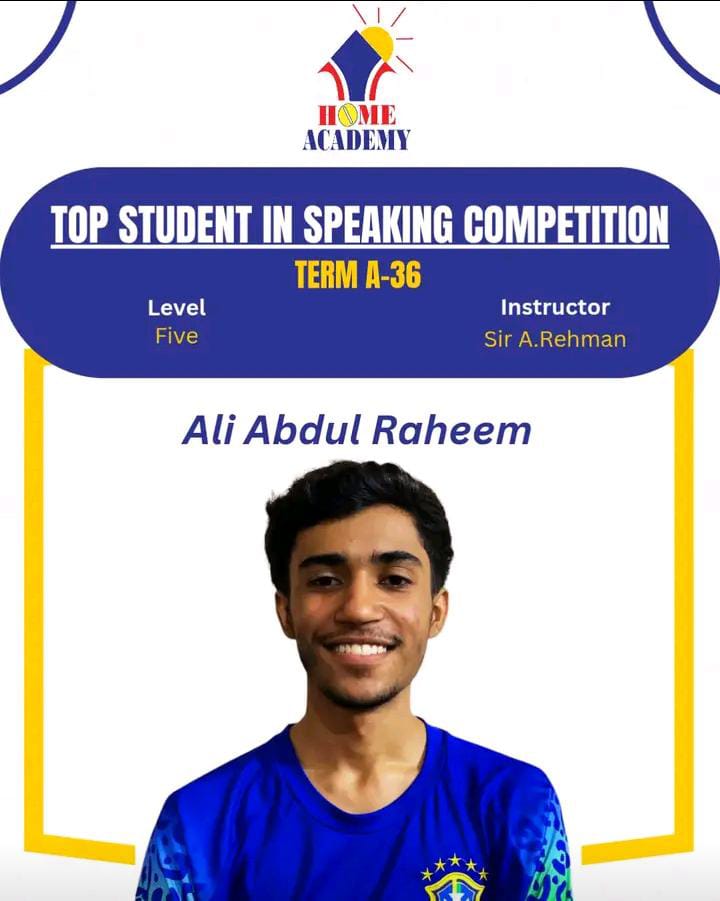 HOME
ACADEMY
TOP STUDENT IN SPEAKING COMPETITION
TERM A-36
Level
Five
Instructor
Sir A.Rehman
Ali Abdul Raheem